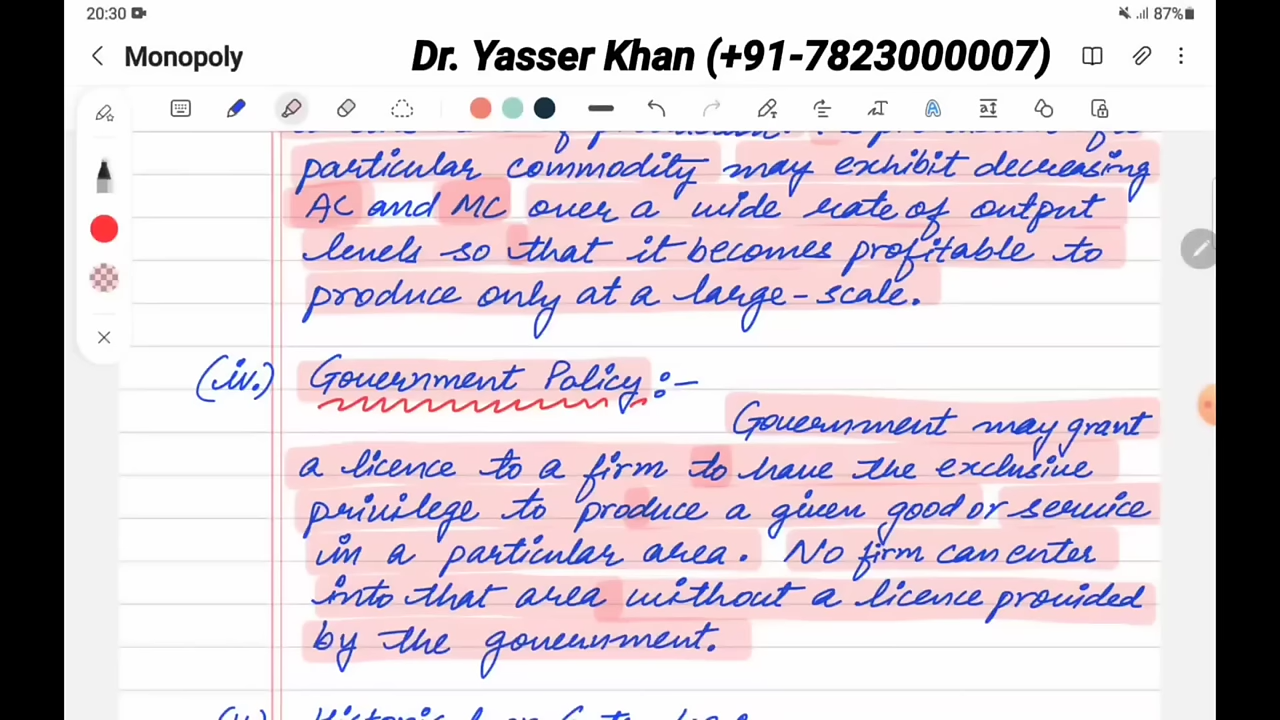 20:30
87%
Monopoly
Dr. Yasser Khan (+91-7823000007)
particular commodity may exhibit decreasing
AC and MC over a wide rate of output
levels so that it becomes profitable to
produce only at a large-scale.
(iv.) Government Policy :-
Government may grant
a licence to a firm to have the exclusive
privilege to produce a given good or service
in a particular area. No firm can enter
into that area without a licence provided
by the government.